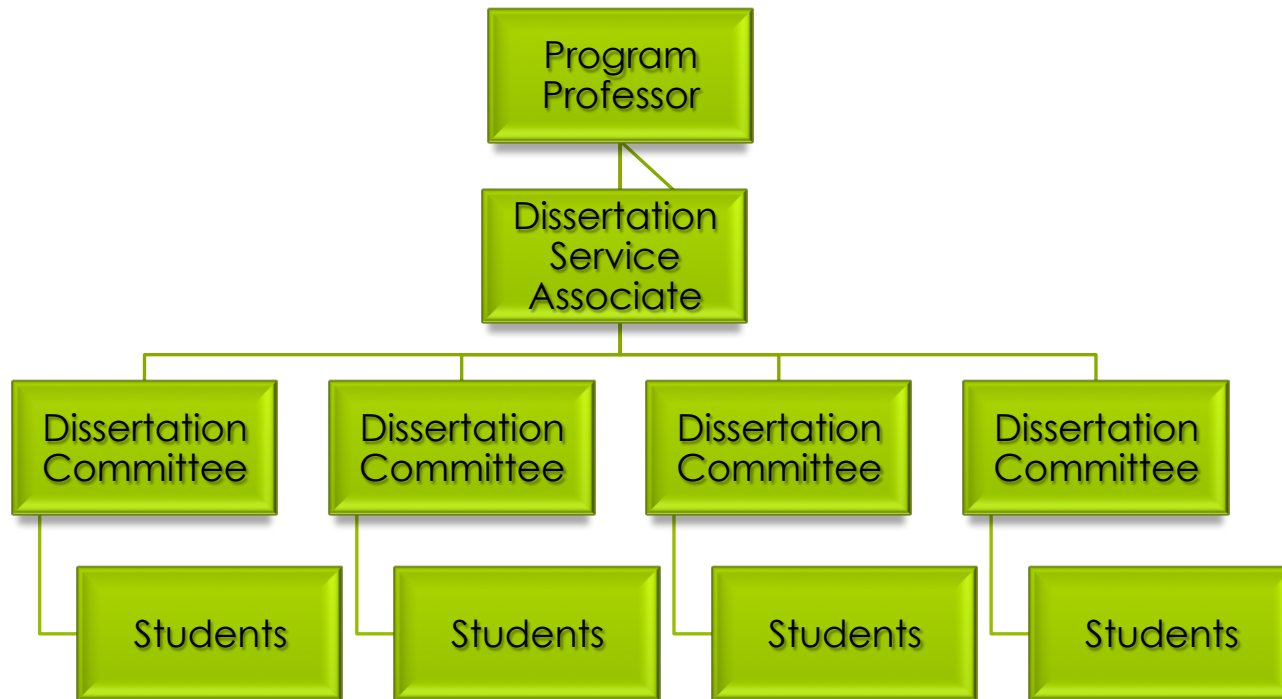 Program
Professor
Dissertation
Service
Associate
Dissertation
Committee
Dissertation
Committee
Dissertation
Committee
Dissertation
Committee
Students
Students
Students
Students